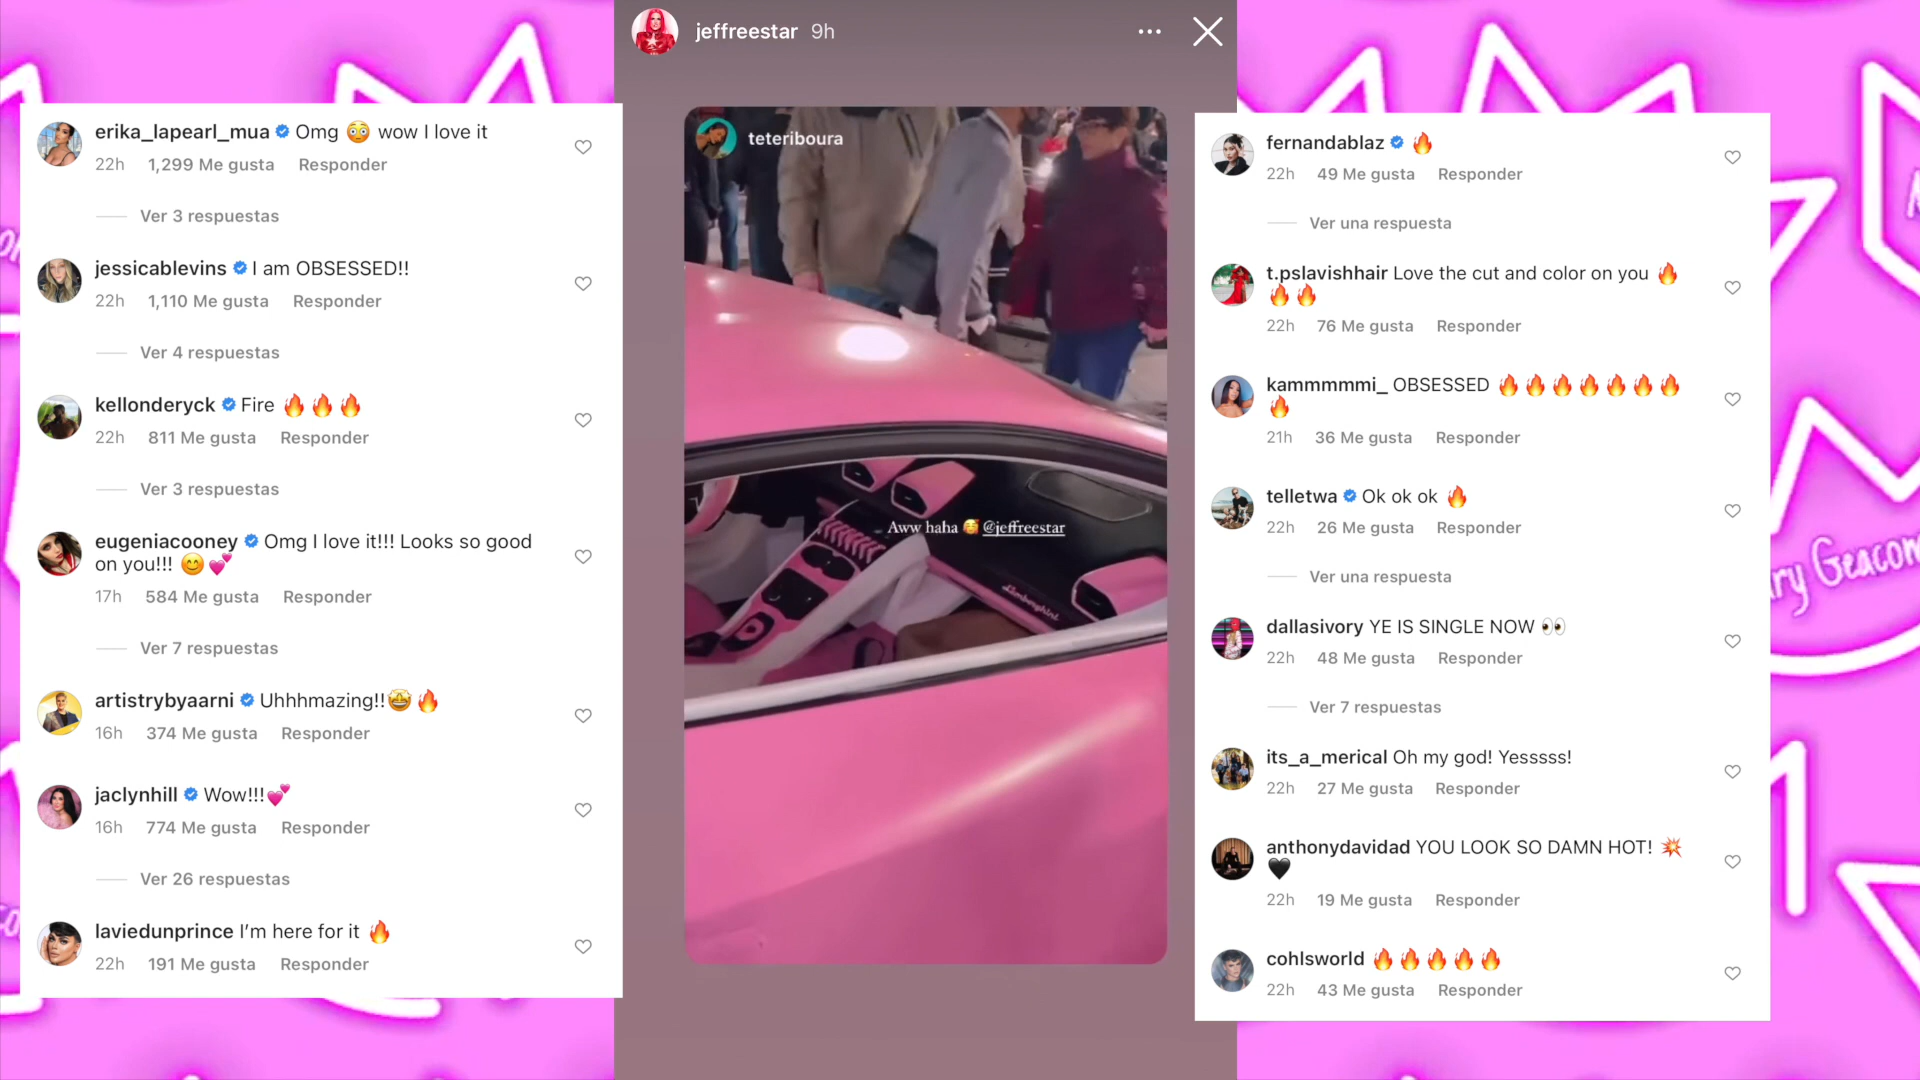 erika_lapearl_mua Omg 😳 wow I love it
22h 1,299 Me gusta Responder
Ver 3 respuestas
jessicablevins I am OBSESSED!!
22h 1,110 Me gusta Responder
Ver 4 respuestas
kellonderyck Fire 🔥🔥🔥
22h 811 Me gusta Responder
Ver 3 respuestas
eugeniacooney Omg I love it!!! Looks so good
on you!!! 😊💕
17h 584 Me gusta Responder
Ver 7 respuestas
artistrybyaarni Uhhhmazing!!🤩🔥
16h 374 Me gusta Responder
jaclynhill Wow!!!💕
16h 774 Me gusta Responder
Ver 26 respuestas
laviedunprince I'm here for it 🔥
22h 191 Me gusta Responder
jeffreestar 9h
teteriboura
Aww haha 🥰 @jeffreestar
Lamborghini
fernandablaz 🔥
22h 49 Me gusta Responder
Ver una respuesta
t.pslavishhair Love the cut and color on you 🔥
🔥🔥
22h 76 Me gusta Responder
kammmmmi_ OBSESSED 🔥🔥🔥🔥🔥🔥🔥
🔥
21h 36 Me gusta Responder
telletwa Ok ok ok 🔥
22h 26 Me gusta Responder
Ver una respuesta
dallasivory YE IS SINGLE NOW 👀
22h 48 Me gusta Responder
Ver 7 respuestas
its_a_merical Oh my god! Yesssss!
22h 27 Me gusta Responder
anthonydavidad YOU LOOK SO DAMN HOT! 💥
🖤
22h 19 Me gusta Responder
cohlsworld 🔥🔥🔥🔥🔥
22h 43 Me gusta Responder